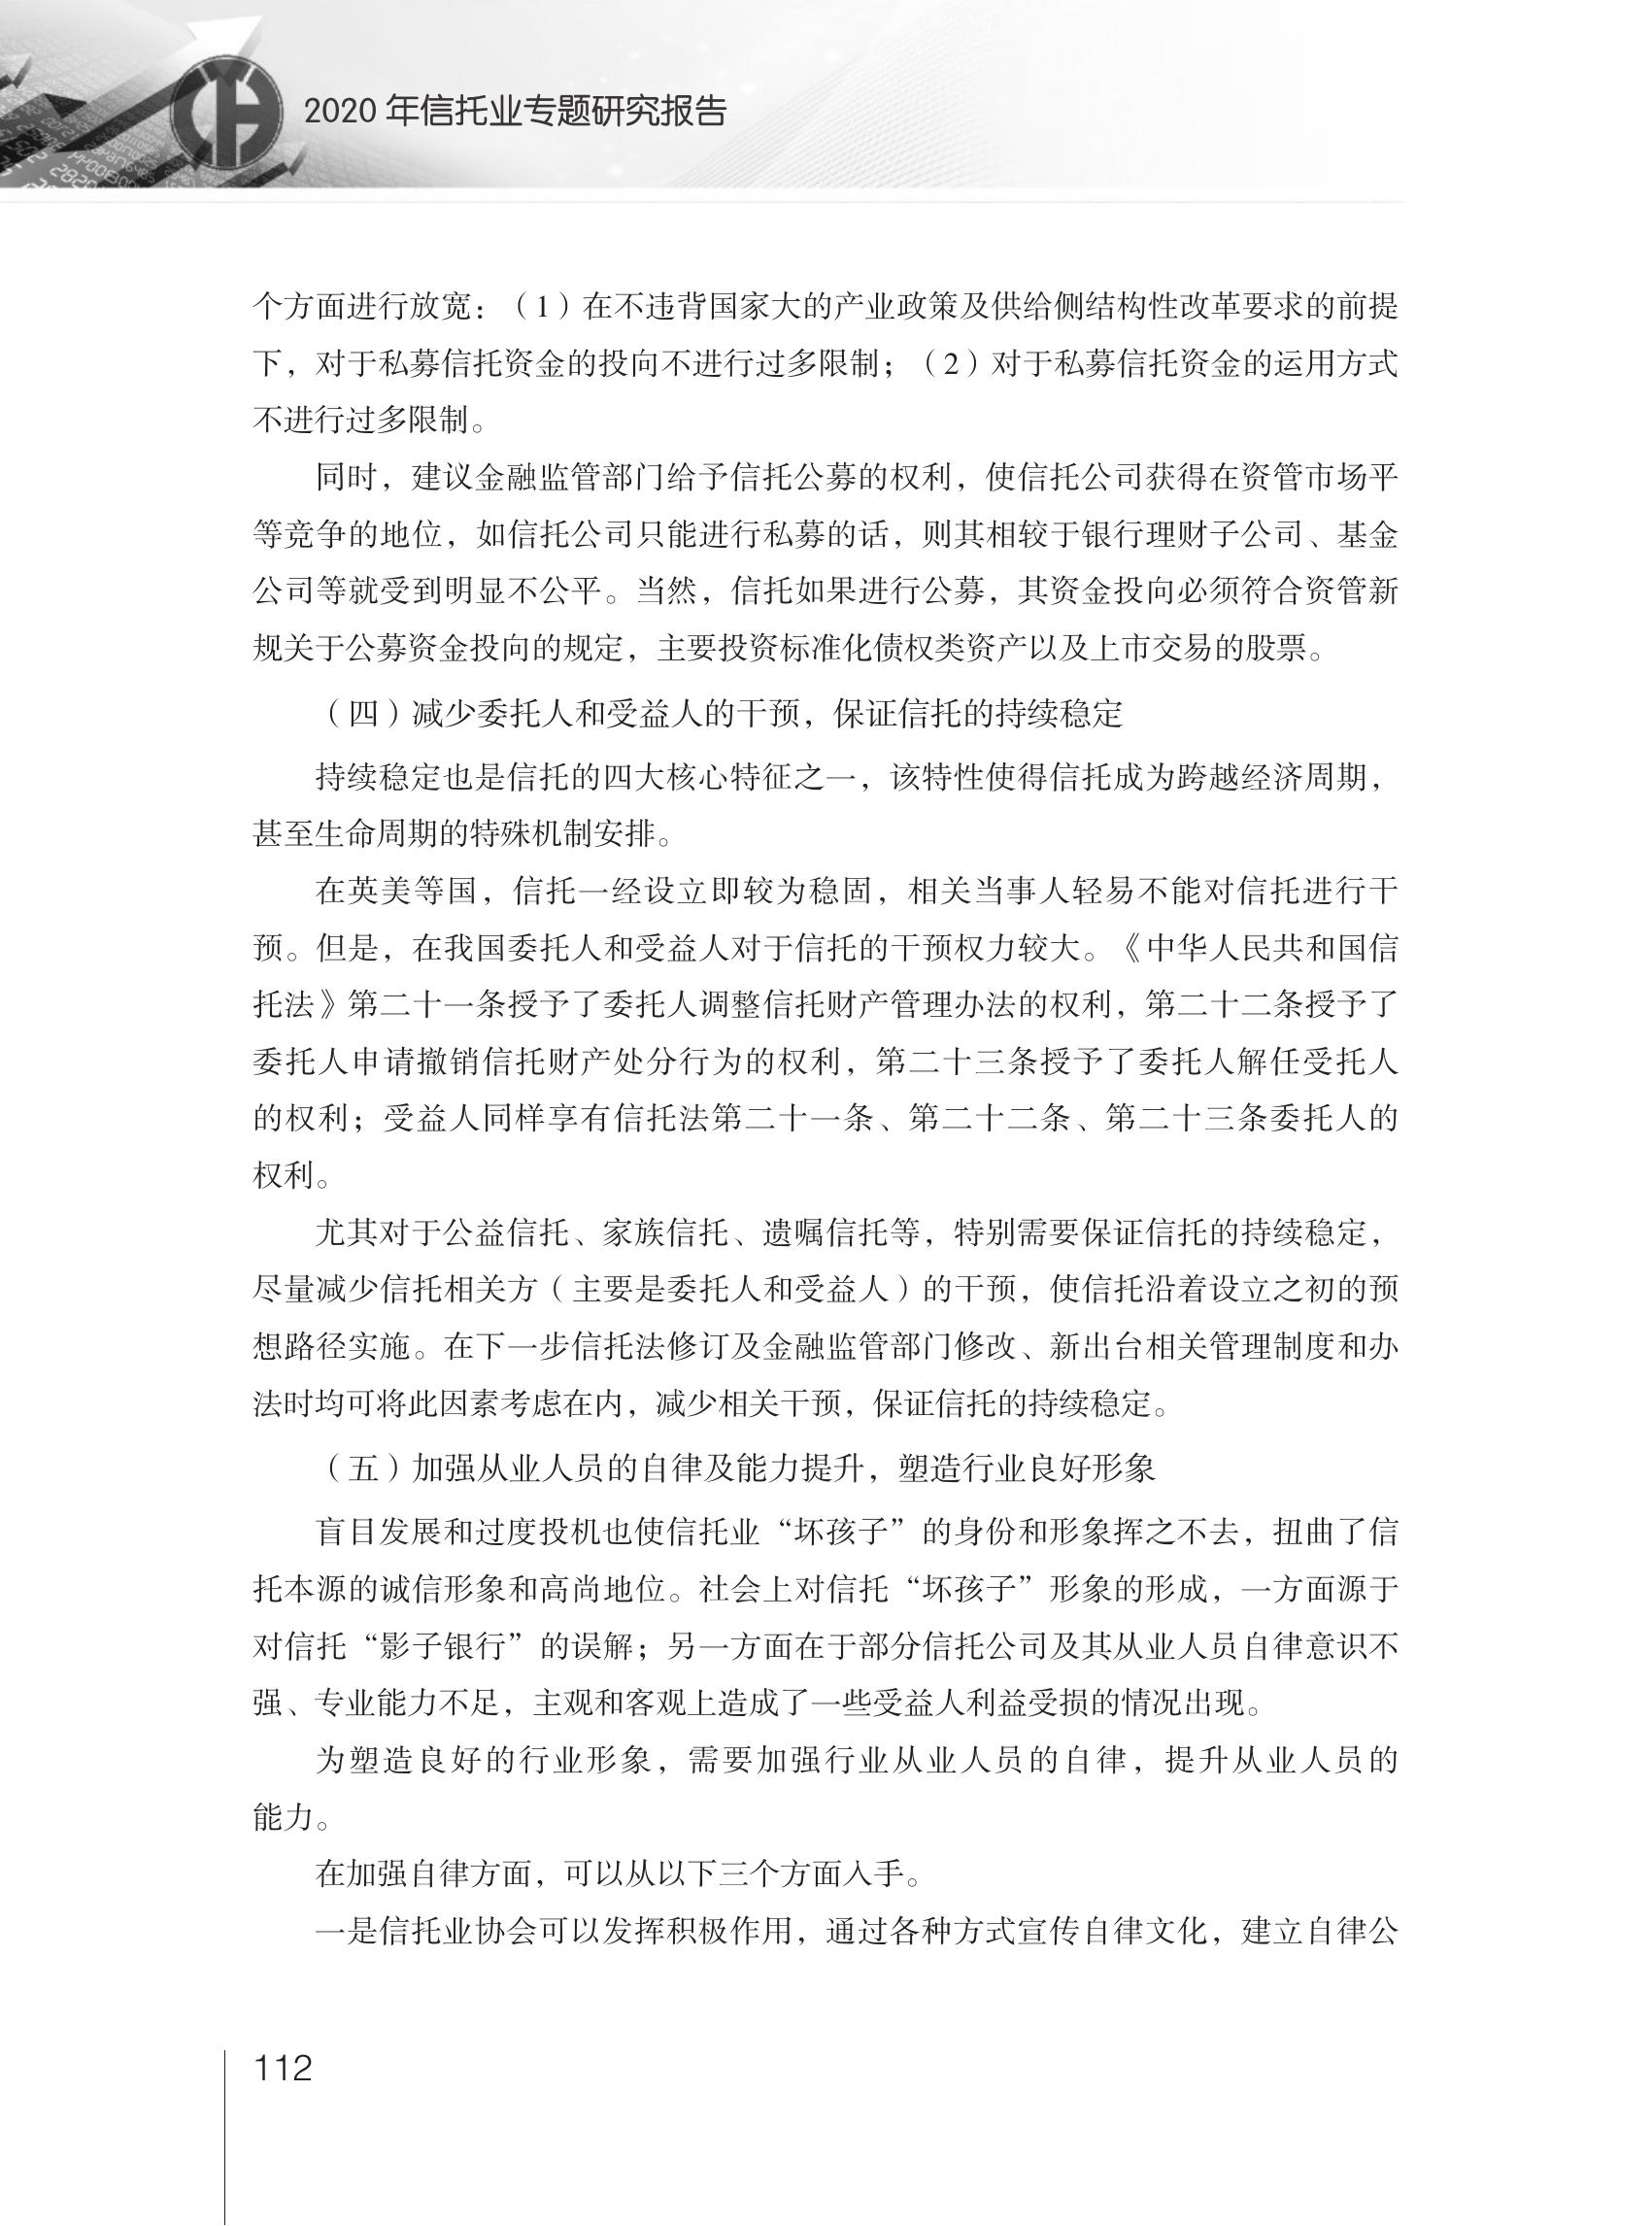 2020 年信托业专题研究报告
个方面进行放宽：（1）在不违背国家大的产业政策及供给侧结构性改革要求的前提
下，对于私募信托资金的投向不进行过多限制；（2）对于私募信托资金的运用方式
不进行过多限制。
同时，建议金融监管部门给予信托公募的权利，使信托公司获得在资管市场平
等竞争的地位，如信托公司只能进行私募的话，则其相较于银行理财子公司、基金
公司等就受到明显不公平。当然，信托如果进行公募，其资金投向必须符合资管新
规关于公募资金投向的规定，主要投资标准化债权类资产以及上市交易的股票。
（四）减少委托人和受益人的干预，保证信托的持续稳定
持续稳定也是信托的四大核心特征之一，该特性使得信托成为跨越经济周期，
甚至生命周期的特殊机制安排。
在英美等国，信托一经设立即较为稳固，相关当事人轻易不能对信托进行干
预。但是，在我国委托人和受益人对于信托的干预权力较大。《中华人民共和国信
托法》第二十一条授予了委托人调整信托财产管理办法的权利，第二十二条授予了
委托人申请撤销信托财产处分行为的权利，第二十三条授予了委托人解任受托人
的权利；受益人同样享有信托法第二十一条、第二十二条、第二十三条委托人的
权利。
尤其对于公益信托、家族信托、遗嘱信托等，特别需要保证信托的持续稳定，
尽量减少信托相关方（主要是委托人和受益人）的干预，使信托沿着设立之初的预
想路径实施。在下一步信托法修订及金融监管部门修改、新出台相关管理制度和办
法时均可将此因素考虑在内，减少相关干预，保证信托的持续稳定。
（五）加强从业人员的自律及能力提升，塑造行业良好形象
盲目发展和过度投机也使信托业“坏孩子”的身份和形象挥之不去，扭曲了信
托本源的诚信形象和高尚地位。社会上对信托“坏孩子”形象的形成，一方面源于
对信托“影子银行”的误解；另一方面在于部分信托公司及其从业人员自律意识不
强、专业能力不足，主观和客观上造成了一些受益人利益受损的情况出现。
为塑造良好的行业形象，需要加强行业从业人员的自律，提升从业人员的
能力。
在加强自律方面，可以从以下三个方面入手。
一是信托业协会可以发挥积极作用，通过各种方式宣传自律文化，建立自律公
112